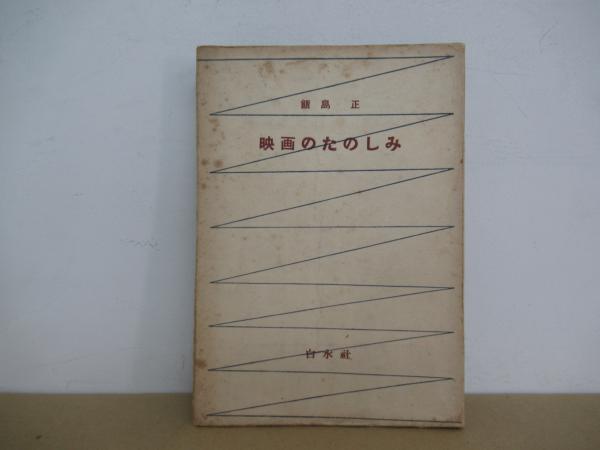 飯島 正
映画のたのしみ
白水社